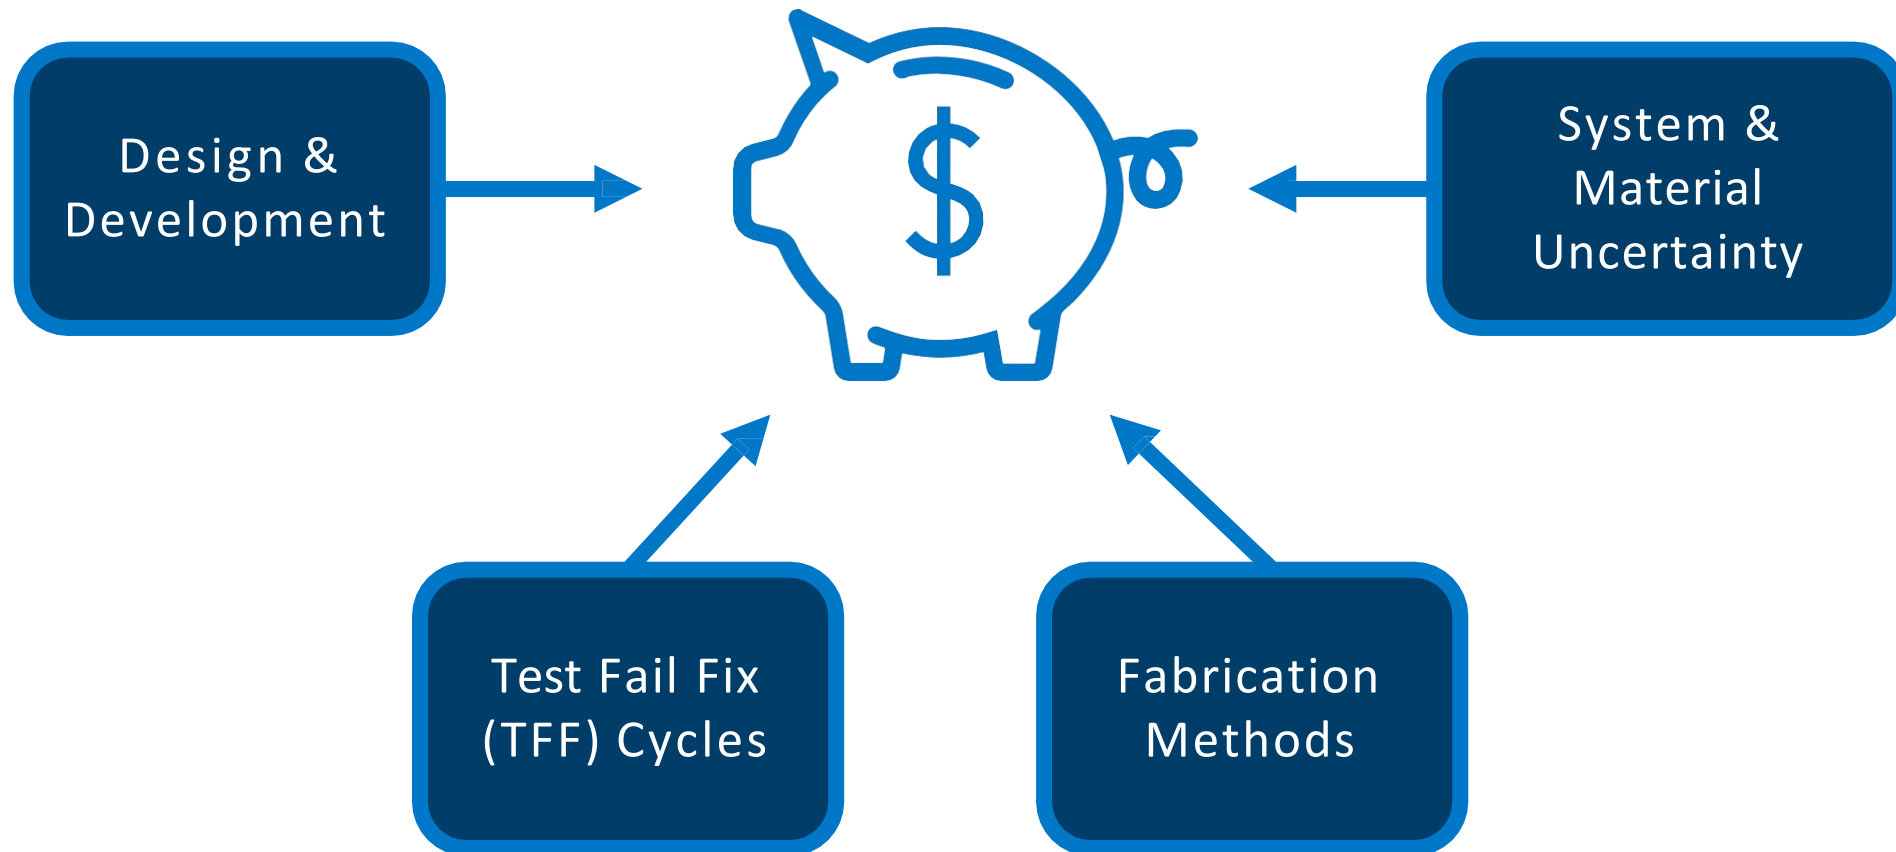 Design &
Development
$
System &
Material
Uncertainty
Test Fail Fix
(TFF) Cycles
Fabrication
Methods